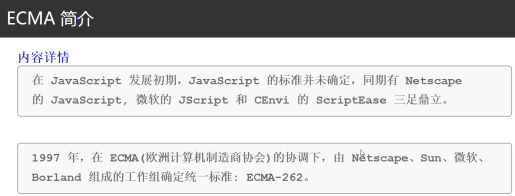 ECMA 简介
内容详情
在 JavaScript 发展初期，JavaScript 的标准并未确定，同期有 Netscape
的 JavaScript, 微软的 JScript 和 CEnvi 的 ScriptEase 三足鼎立。
1997 年，在 ECMA(欧洲计算机制造商协会)的协调下，由 Netscape、Sun、微软、
Borland 组成的工作组确定统一标准: ECMA-262。